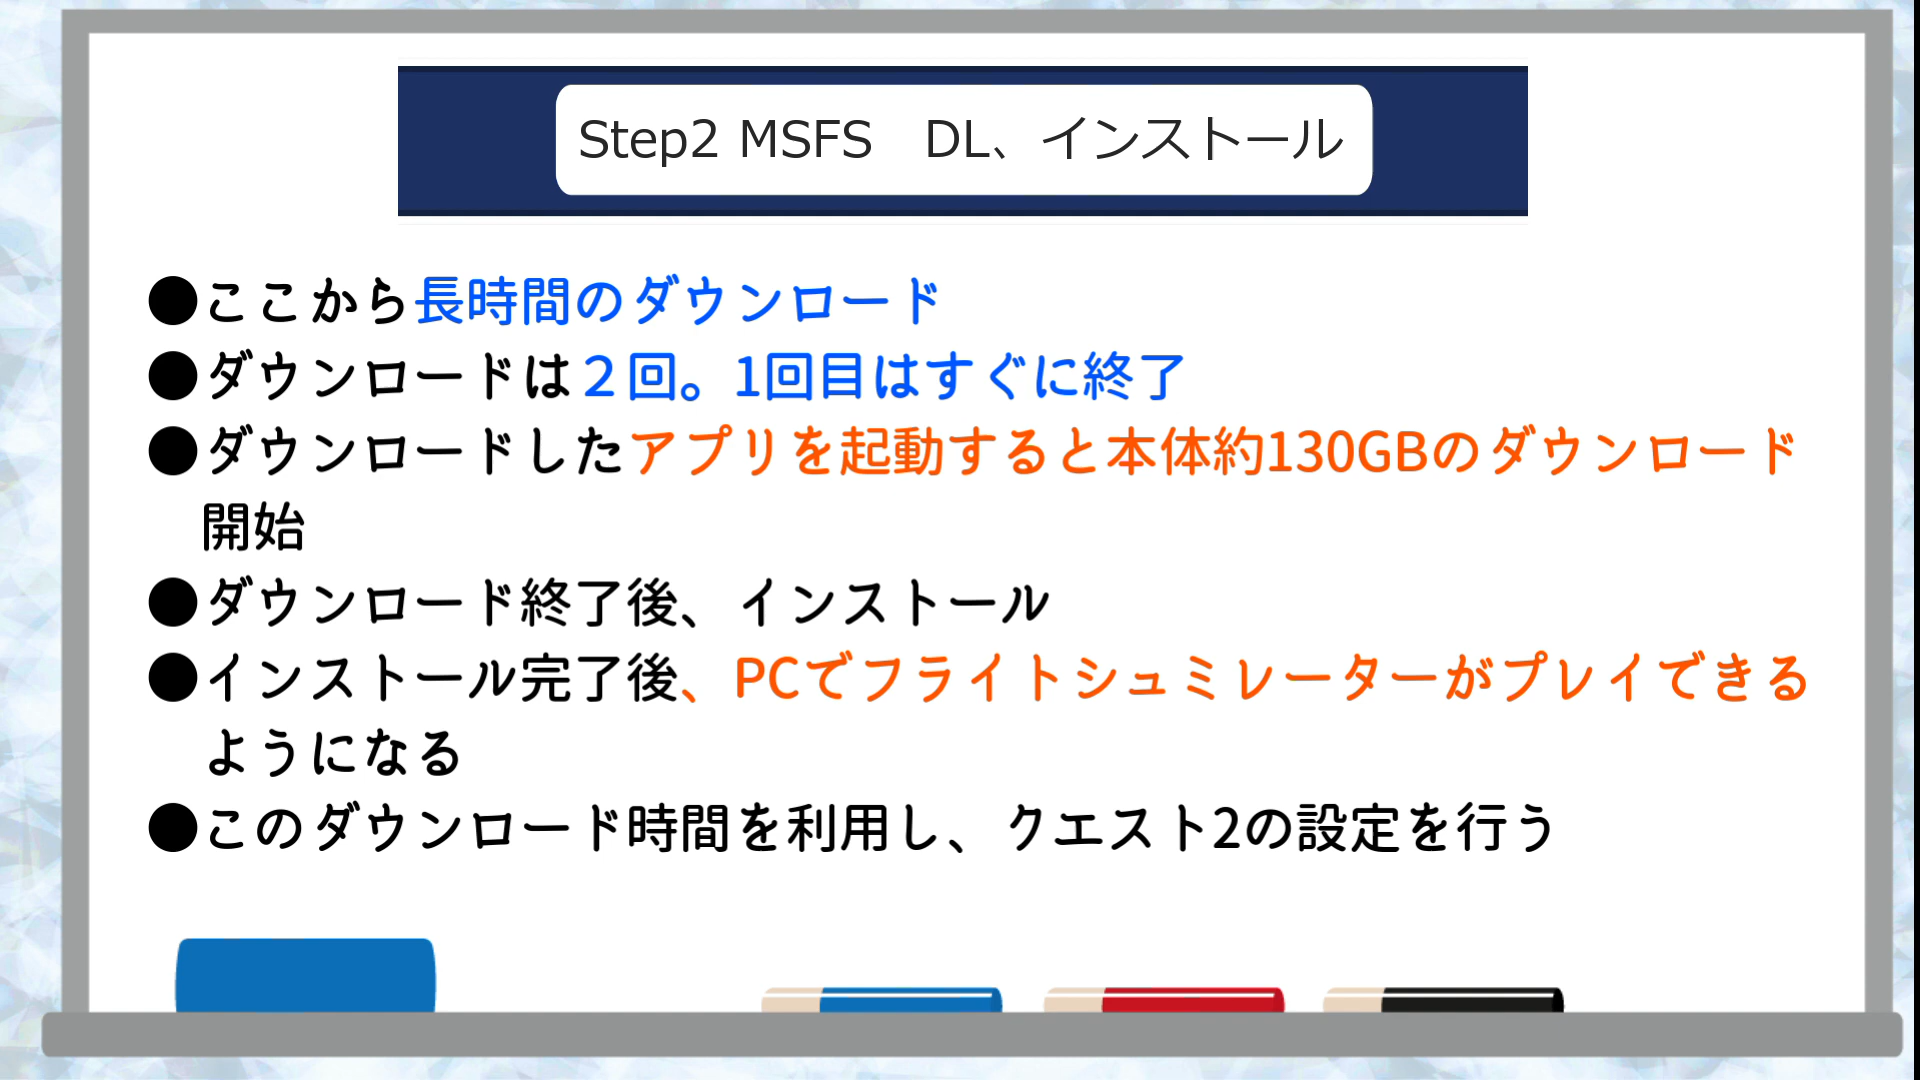 Step2 MSFS　DL、インストール
●ここから長時間のダウンロード
●ダウンロードは２回。1回目はすぐに終了
●ダウンロードしたアプリを起動すると本体約130GBのダウンロード
開始
●ダウンロード終了後、インストール
●インストール完了後、PCでフライトシュミレーターがプレイできる
ようになる
●このダウンロード時間を利用し、クエスト2の設定を行う